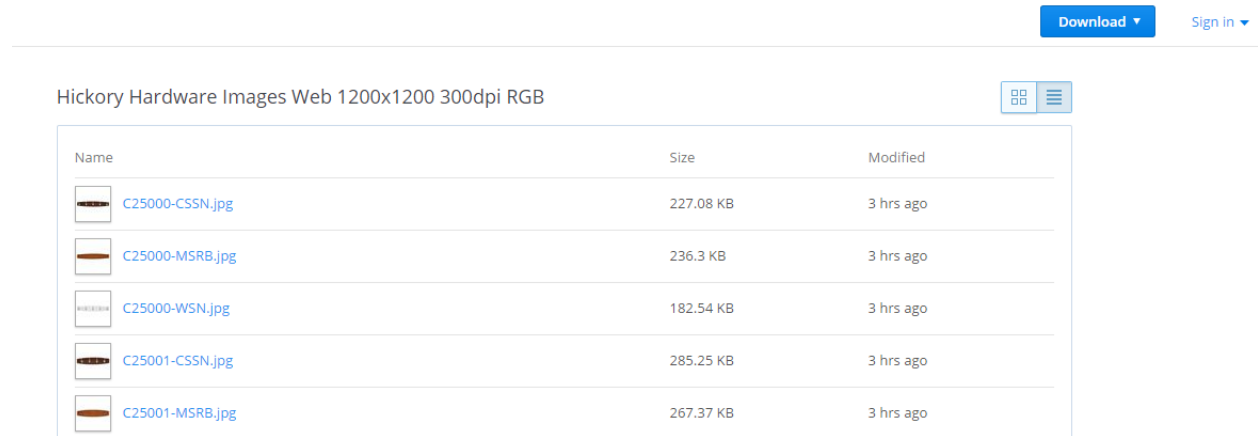 Download ▼ Sign in ▼
Hickory Hardware Images Web 1200x1200 300dpi RGB
Name Size Modified
C25000-CSSN.jpg 227.08 KB 3 hrs ago
C25000-MSRB.jpg 236.3 KB 3 hrs ago
C25000-WSN.jpg 182.54 KB 3 hrs ago
C25001-CSSN.jpg 285.25 KB 3 hrs ago
C25001-MSRB.jpg 267.37 KB 3 hrs ago